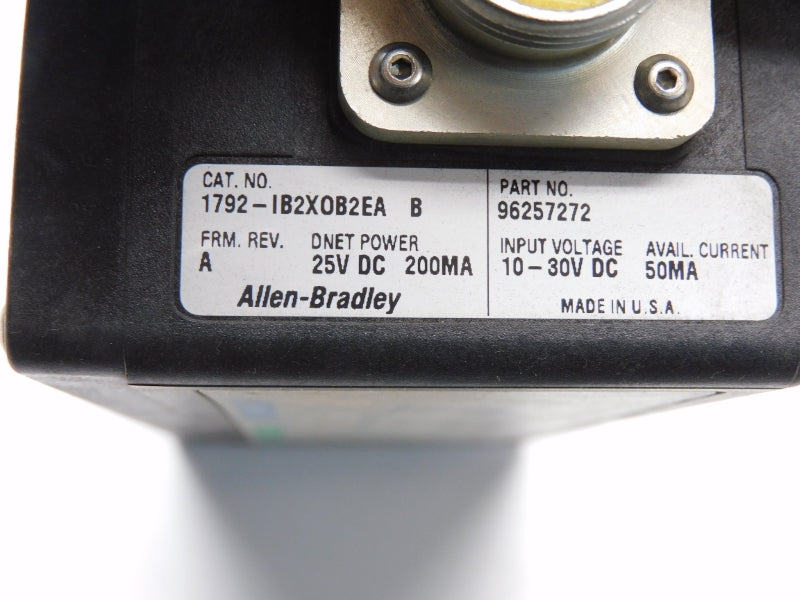 CAT. NO.
1792-IB2XOB2EA B
FRM. REV. DNET POWER
A 25V DC 200MA
Allen-Bradley
PART NO.
96257272
INPUT VOLTAGE AVAIL. CURRENT
10-30V DC 50MA
MADE IN U.S.A.